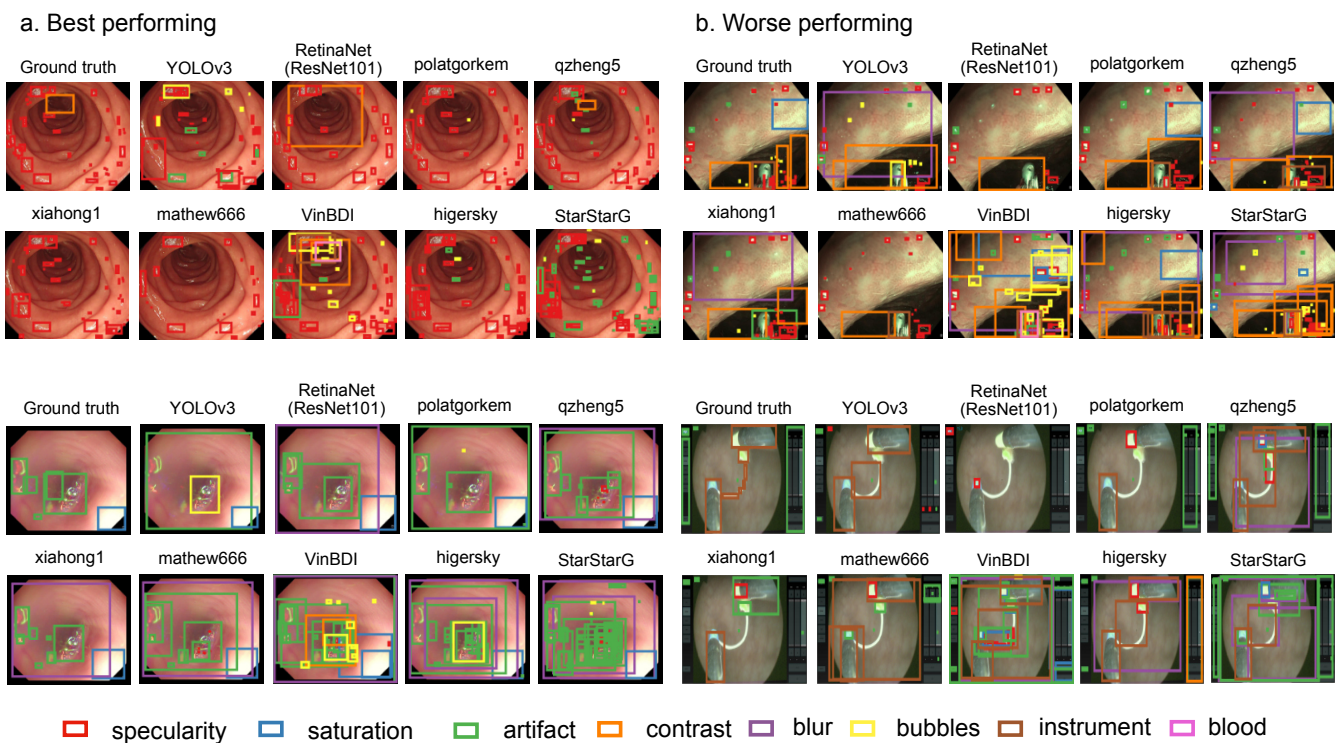 a. Best performing
b. Worse performing
Ground truth
YOLOv3
RetinaNet
(ResNet101)
polatgorkem
qzheng5
Ground truth
YOLOv3
RetinaNet
(ResNet101)
polatgorkem
qzheng5
xiahong1
mathew666
VinBDI
higersky
StarStarG
xiahong1
mathew666
VinBDI
higersky
StarStarG
Ground truth
YOLOv3
RetinaNet
(ResNet101)
polatgorkem
qzheng5
Ground truth
YOLOv3
RetinaNet
(ResNet101)
polatgorkem
qzheng5
xiahong1
mathew666
VinBDI
higersky
StarStarG
xiahong1
mathew666
VinBDI
higersky
StarStarG
specularity
saturation
artifact
contrast
blur
bubbles
instrument
blood